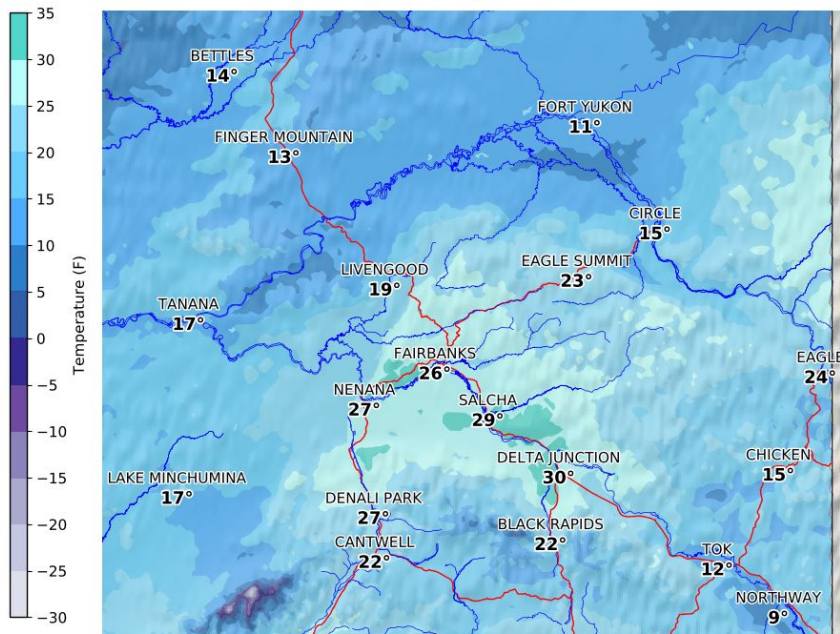 35
30
25
20
15
10
5
0
−5
−10
−15
−20
−25
−30
Temperature (F)
BETTLES
14°
FORT YUKON
11°
FINGER MOUNTAIN
13°
CIRCLE
15°
EAGLE SUMMIT
23°
LIVENGOOD
19°
TANANA
17°
FAIRBANKS
26°
EAGLE
24°
NENANA
27°
SALCHA
29°
DELTA JUNCTION
30°
CHICKEN
15°
LAKE MINCHUMINA
17°
DENALI PARK
27°
BLACK RAPIDS
22°
CANTWELL
22°
TOK
12°
NORTHWAY
9°